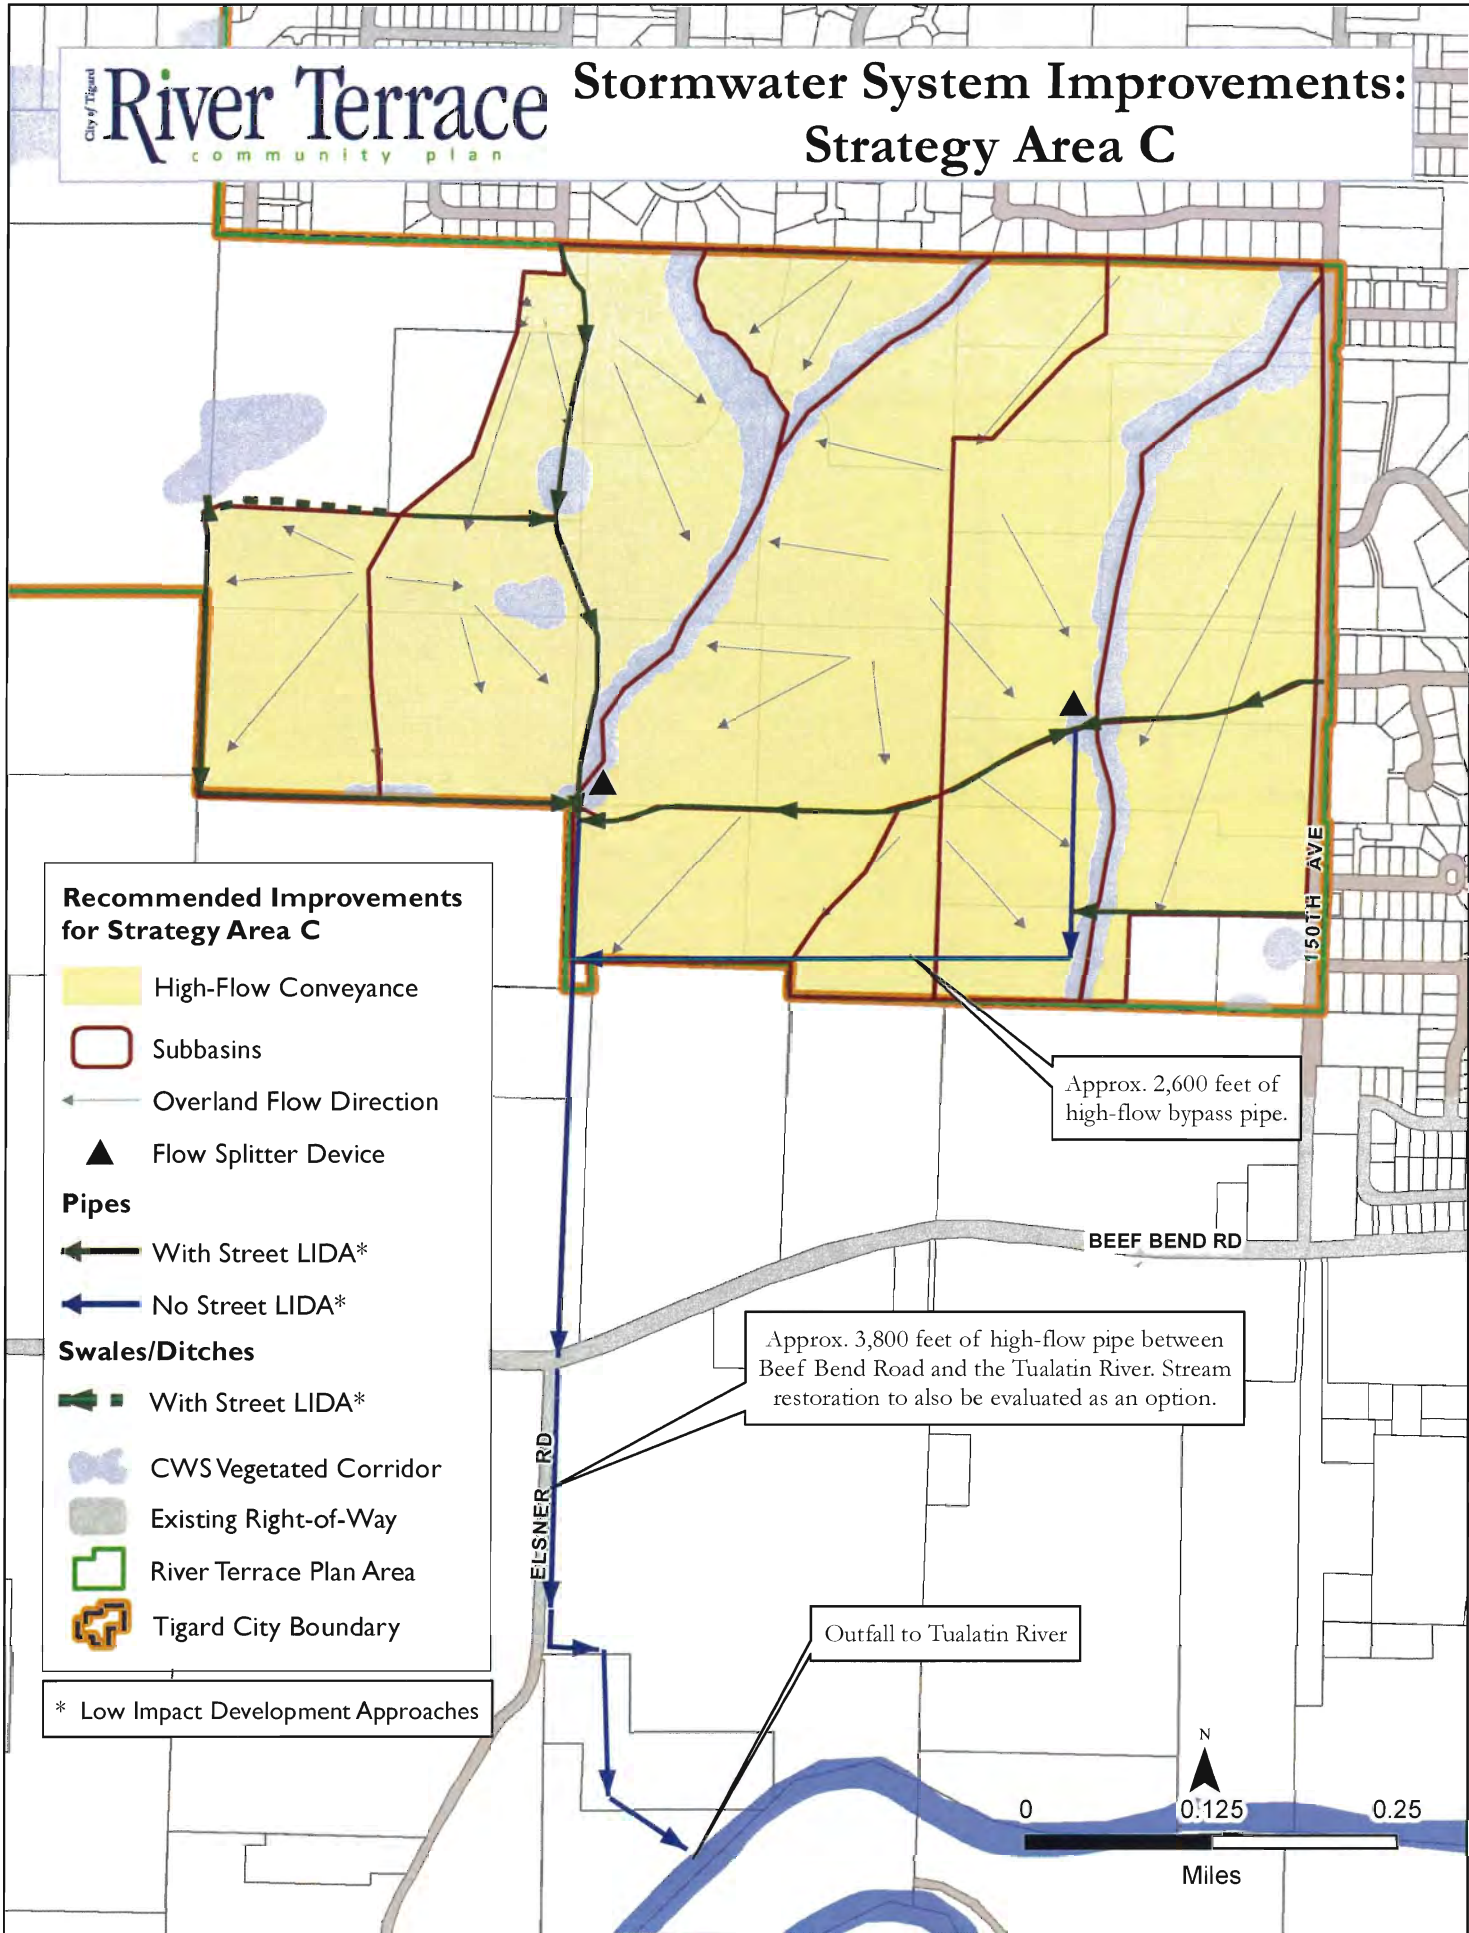 City of Tigard
River Terrace
community plan
Stormwater System Improvements:
Strategy Area C
150TH AVE
Recommended Improvements
for Strategy Area C
High-Flow Conveyance
Subbasins
Overland Flow Direction
Flow Splitter Device
Pipes
With Street LIDA*
No Street LIDA*
Swales/Ditches
With Street LIDA*
CWS Vegetated Corridor
Existing Right-of-Way
River Terrace Plan Area
Tigard City Boundary
* Low Impact Development Approaches
Approx. 2,600 feet of
high-flow bypass pipe.
BEEF BEND RD
Approx. 3,800 feet of high-flow pipe between
Beef Bend Road and the Tualatin River. Stream
restoration to also be evaluated as an option.
ELSNER RD
Outfall to Tualatin River
N
0 0.125 0.25
Miles